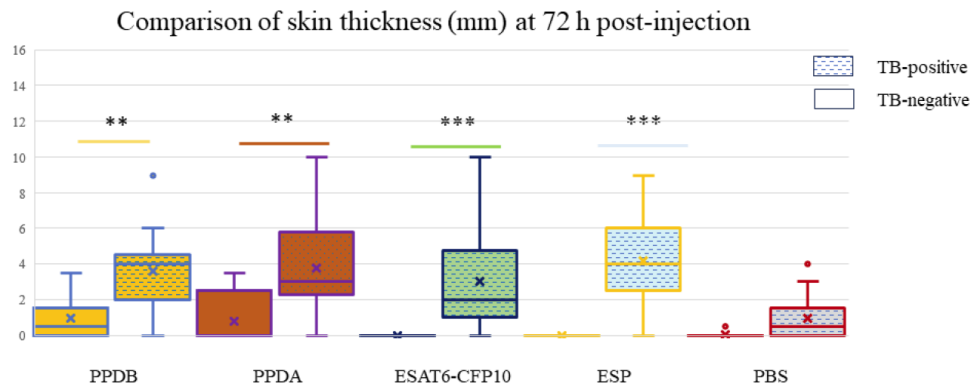 Comparison of skin thickness (mm) at 72 h post-injection
16
14
12
10
8
6
4
2
0
TB-positive
TB-negative
**
**
***
***
PPDB
PPDA
ESAT6-CFP10
ESP
PBS